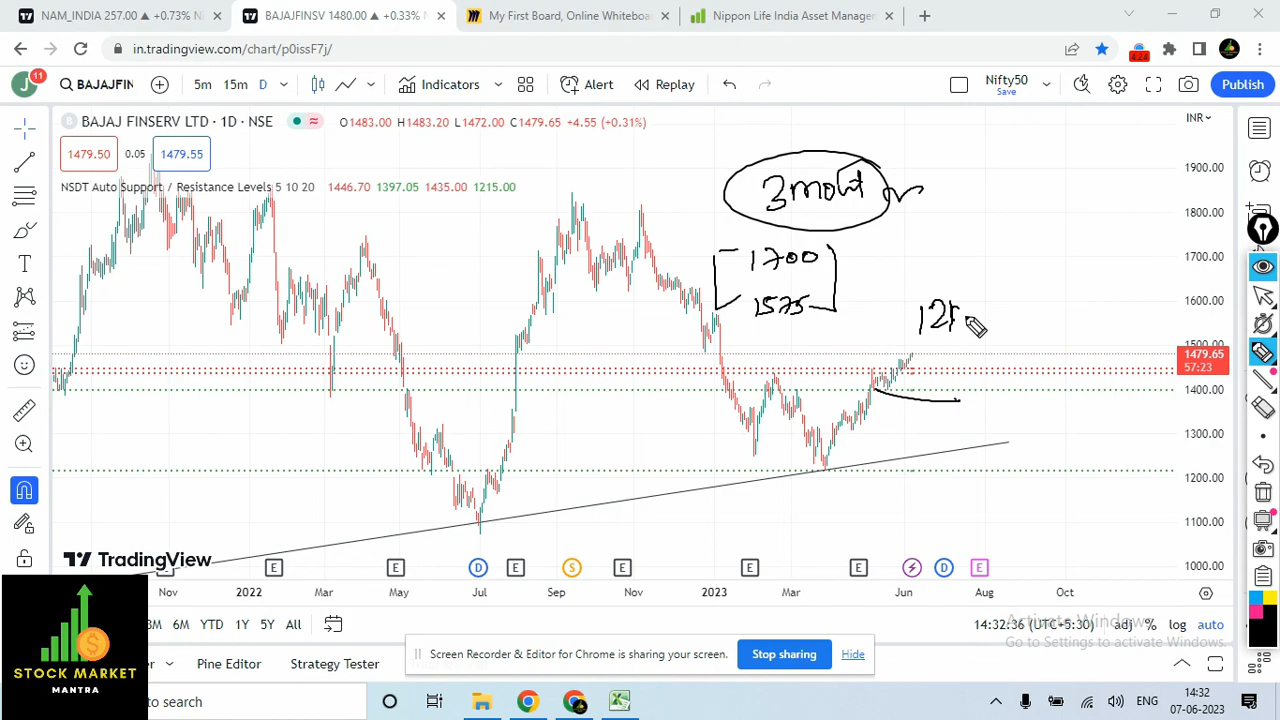 NAM_INDIA 257.00 ▲ +0.73% Ni
BAJAJFINSV 1480.00 ▲ +0.33% N
My First Board, Online Whiteboa
Nippon Life India Asset Manager
in.tradingview.com/chart/p0issF7j/
4:24
J 11
BAJAJFIN
5m 15m D
Indicators
Alert
Replay
Nifty50
Save
Publish
BAJAJ FINSERV LTD · 1D · NSE
O1483.00 H1483.20 L1472.00 C1479.65 +4.55 (+0.31%)
INR
1479.50 0.05 1479.55
NSDT Auto Support / Resistance Levels 5 10 20 1446.70 1397.05 1435.00 1215.00
1900.00
1800.00
1700.00
1600.00
1500.00
1479.65
57:23
1400.00
1300.00
1200.00
1100.00
1000.00
1700
1575
TradingView
E E D E S E E E D E
Nov 2022 Mar May Jul Sep Nov 2023 Mar Jun Aug Oct
3M 6M YTD 1Y 5Y All
14:32:36 (UTC+5:30) adj % log auto
Activate Windows
Go to Settings to activate Windows.
Pine Editor
Strategy Tester
Screen Recorder & Editor for Chrome is sharing your screen.
Stop sharing
Hide
STOCK MARKET
MANTRA
to search
ENG
14:32
07-06-2023